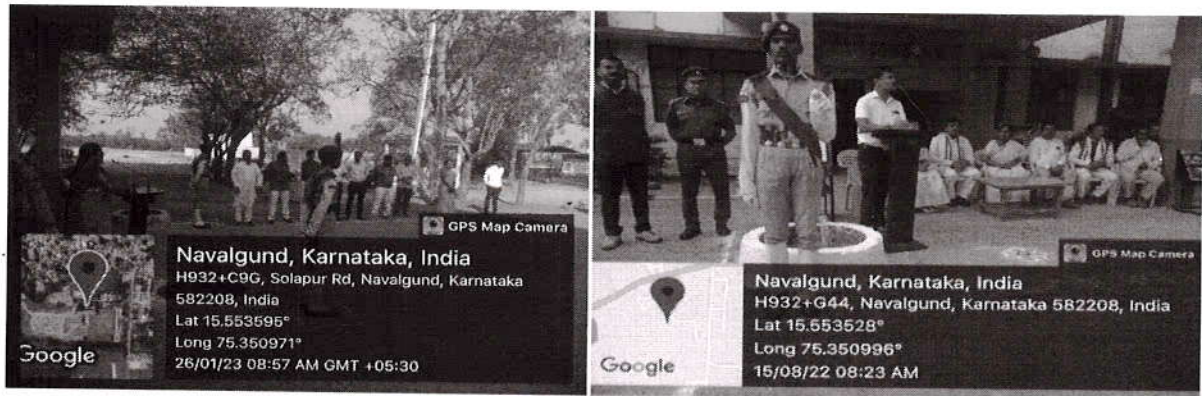 GPS Map Camera
Navalgund, Karnataka, India
H932+C9G, Solapur Rd, Navalgund, Karnataka
582208, India
Lat 15.553595°
Long 75.350971°
26/01/23 08:57 AM GMT +05:30
Google
GPS Map Camera
Navalgund, Karnataka, India
H932+G44, Navalgund, Karnataka 582208, India
Lat 15.553528°
Long 75.350996°
15/08/22 08:23 AM
Google